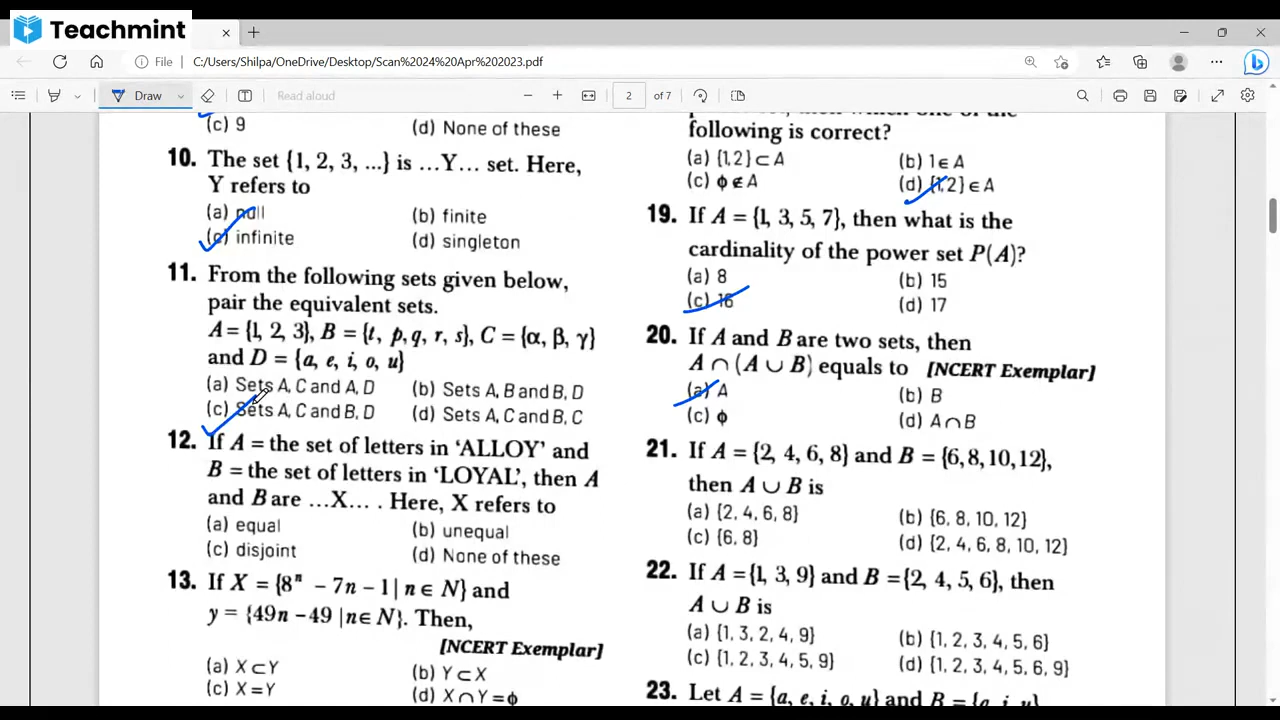 Teachmint
File
C:/Users/Shilpa/OneDrive/Desktop/Scan%2024%20Apr%202023.pdf
Draw
Read aloud
2 of 7
(c) 9 (d) None of these
10. The set {1, 2, 3, ...} is ...Y... set. Here,
Y refers to
(a) null (b) finite
(c) infinite (d) singleton
11. From the following sets given below,
pair the equivalent sets.
A = {1, 2, 3}, B = {t, p, q, r, s}, C = {α, β, γ}
and D = {a, e, i, o, u}
(a) Sets A, C and A, D (b) Sets A, B and B, D
(c) Sets A, C and B, D (d) Sets A, C and B, C
12. If A = the set of letters in 'ALLOY' and
B = the set of letters in 'LOYAL', then A
and B are ...X... . Here, X refers to
(a) equal (b) unequal
(c) disjoint (d) None of these
13. If X = {8ⁿ − 7n − 1 | n ∈ N} and
y = {49n − 49 | n ∈ N}. Then,
[NCERT Exemplar]
(a) X ⊂ Y (b) Y ⊂ X
(c) X = Y (d) X ∩ Y = ϕ
following is correct?
(a) {1, 2} ⊂ A (b) 1 ∈ A
(c) ϕ ∉ A (d) {1, 2} ∈ A
19. If A = {1, 3, 5, 7}, then what is the
cardinality of the power set P(A)?
(a) 8 (b) 15
(c) 16 (d) 17
20. If A and B are two sets, then
A ∩ (A ∪ B) equals to [NCERT Exemplar]
(a) A (b) B
(c) ϕ (d) A ∩ B
21. If A = {2, 4, 6, 8} and B = {6, 8, 10, 12},
then A ∪ B is
(a) {2, 4, 6, 8} (b) {6, 8, 10, 12}
(c) {6, 8} (d) {2, 4, 6, 8, 10, 12}
22. If A = {1, 3, 9} and B = {2, 4, 5, 6}, then
A ∪ B is
(a) {1, 3, 2, 4, 9} (b) {1, 2, 3, 4, 5, 6}
(c) {1, 2, 3, 4, 5, 9} (d) {1, 2, 3, 4, 5, 6, 9}
23. Let A = {a, e, i, o, u} and B = {a, i, u}.